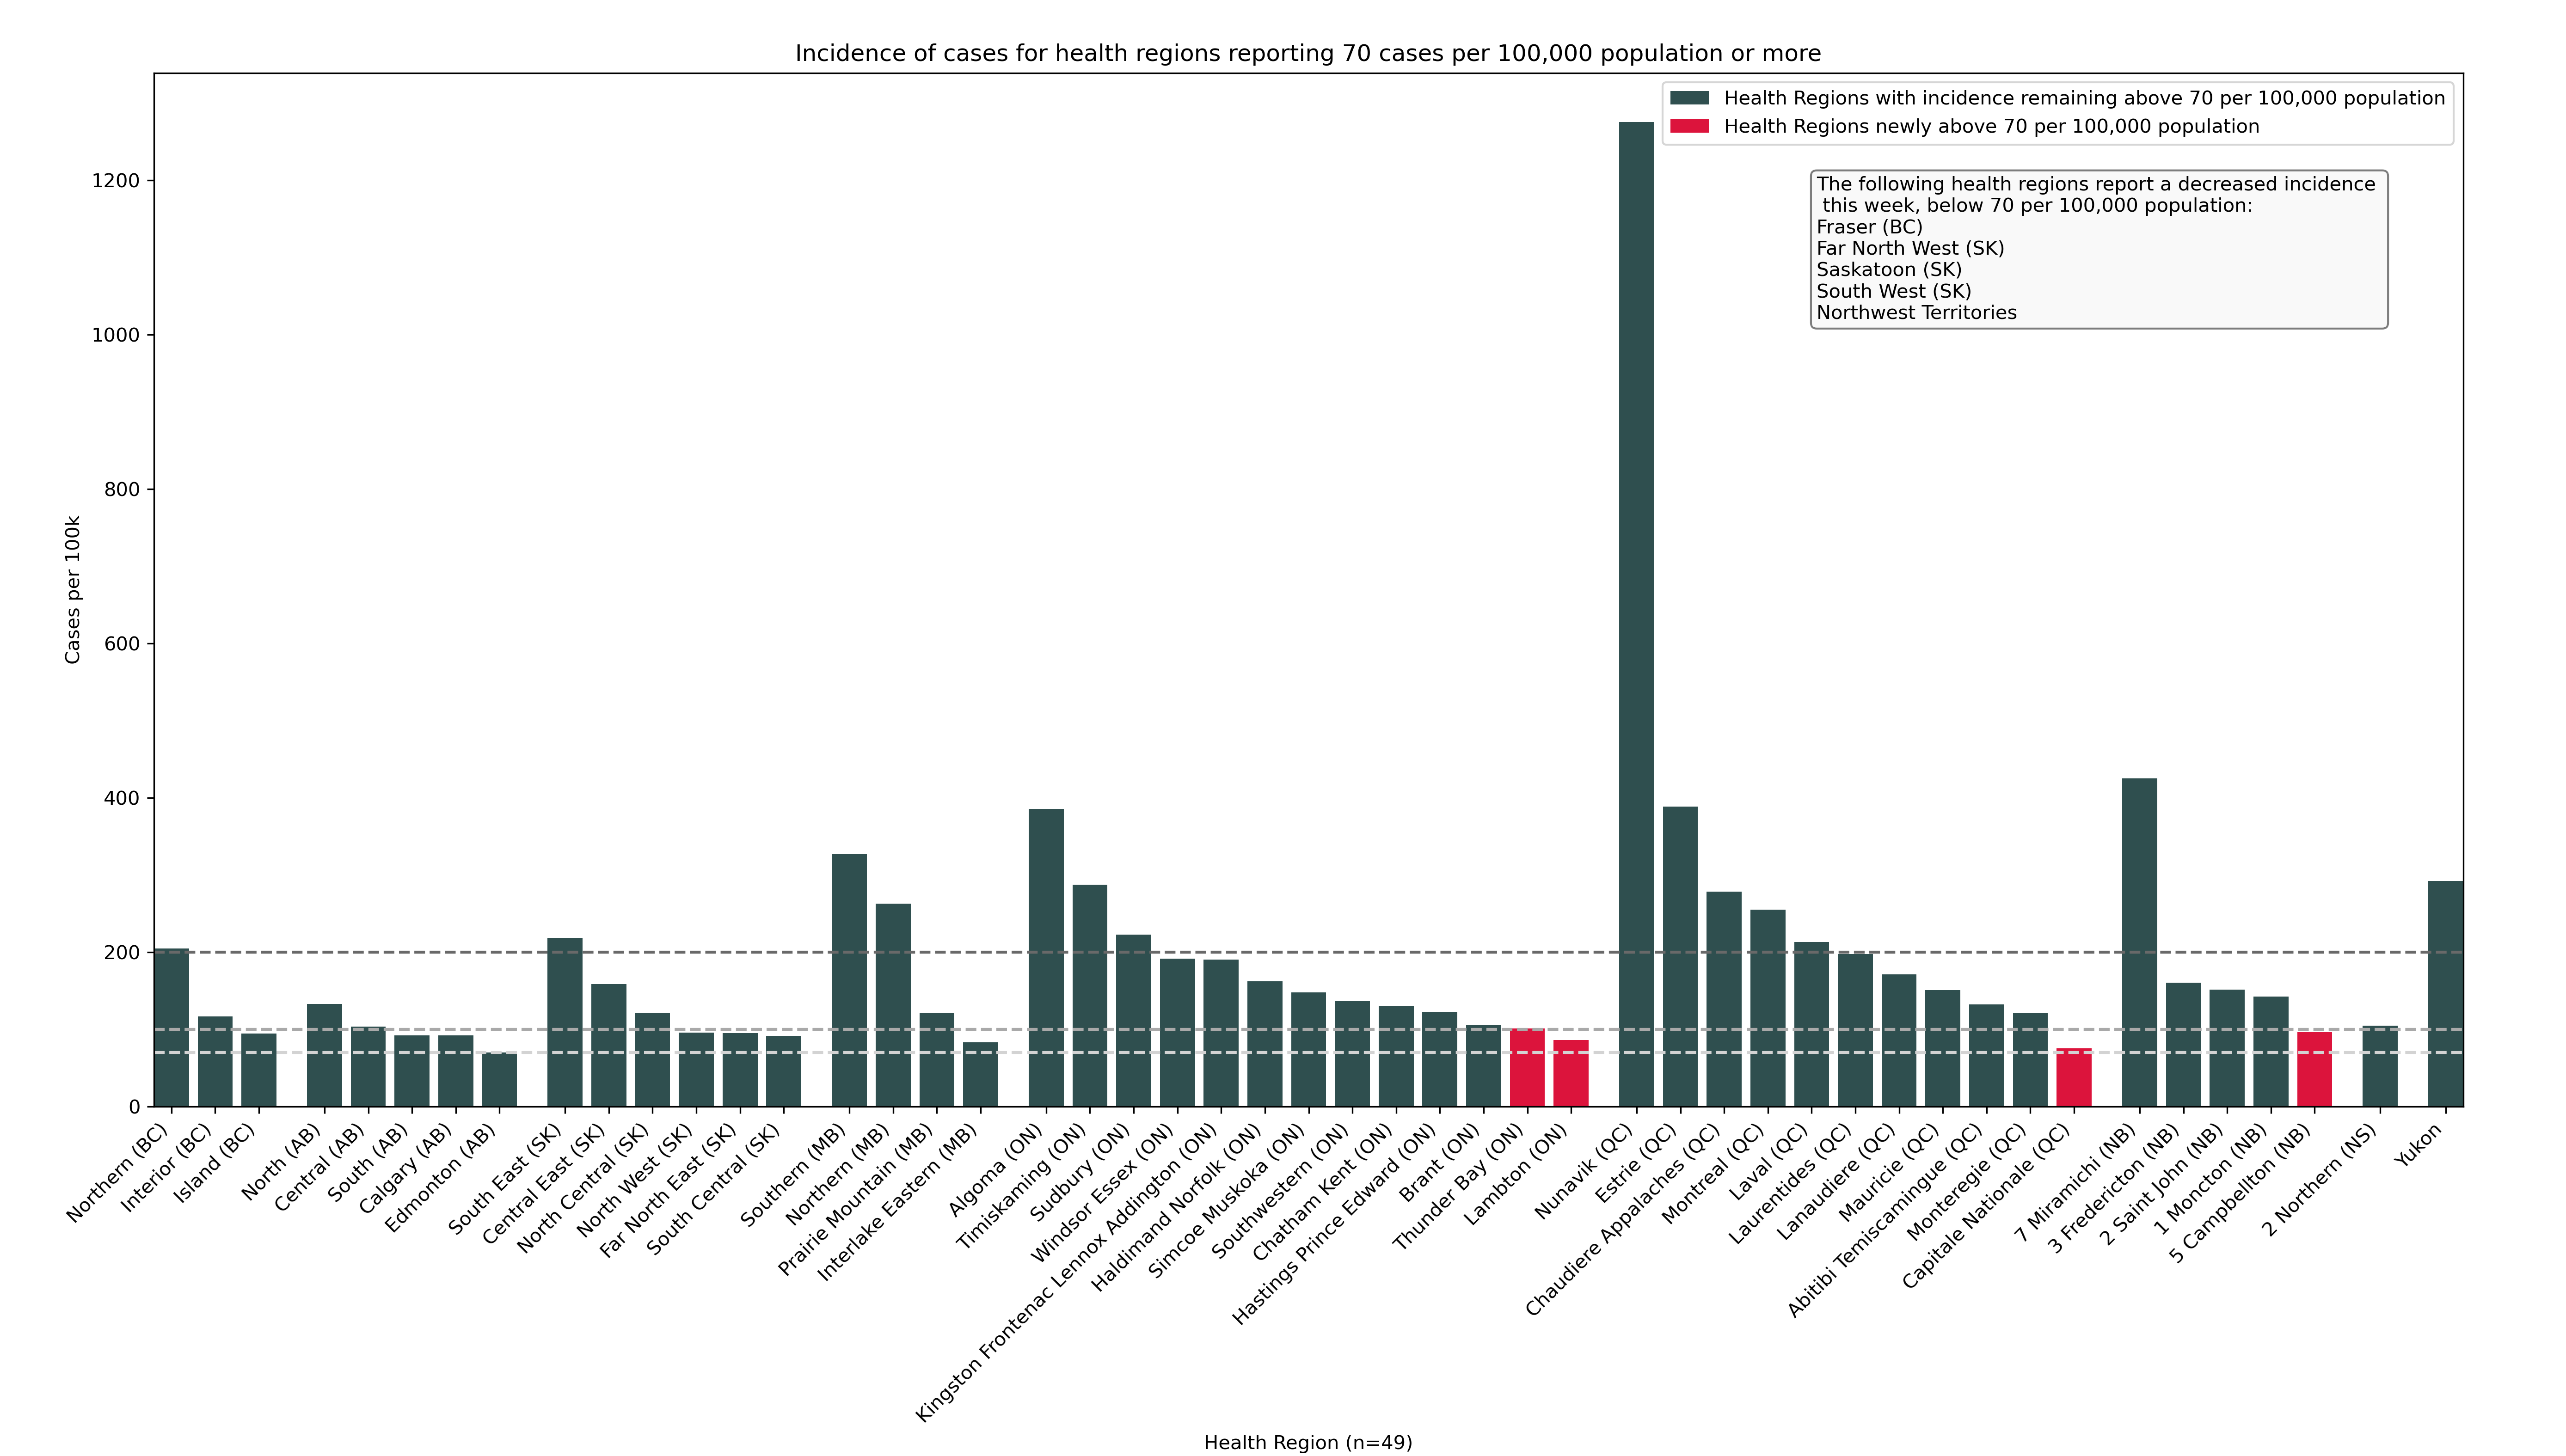 Incidence of cases for health regions reporting 70 cases per 100,000 population or more
Health Regions with incidence remaining above 70 per 100,000 population
Health Regions newly above 70 per 100,000 population
The following health regions report a decreased incidence
this week, below 70 per 100,000 population:
Fraser (BC)
Far North West (SK)
Saskatoon (SK)
South West (SK)
Northwest Territories
Cases per 100k
1200
1000
800
600
400
200
0
Northern (BC)
Interior (BC)
Island (BC)
North (AB)
Central (AB)
South (AB)
Calgary (AB)
Edmonton (AB)
South East (SK)
Central East (SK)
North Central (SK)
North West (SK)
Far North East (SK)
South Central (SK)
Southern (MB)
Northern (MB)
Prairie Mountain (MB)
Interlake Eastern (MB)
Algoma (ON)
Timiskaming (ON)
Sudbury (ON)
Windsor Essex (ON)
Kingston Frontenac Lennox Addington (ON)
Haldimand Norfolk (ON)
Simcoe Muskoka (ON)
Southwestern (ON)
Chatham Kent (ON)
Hastings Prince Edward (ON)
Brant (ON)
Thunder Bay (ON)
Lambton (ON)
Nunavik (QC)
Estrie (QC)
Chaudiere Appalaches (QC)
Montreal (QC)
Laval (QC)
Laurentides (QC)
Lanaudiere (QC)
Mauricie (QC)
Abitibi Temiscamingue (QC)
Monteregie (QC)
Capitale Nationale (QC)
7 Miramichi (NB)
3 Fredericton (NB)
2 Saint John (NB)
1 Moncton (NB)
5 Campbellton (NB)
2 Northern (NS)
Yukon
Health Region (n=49)